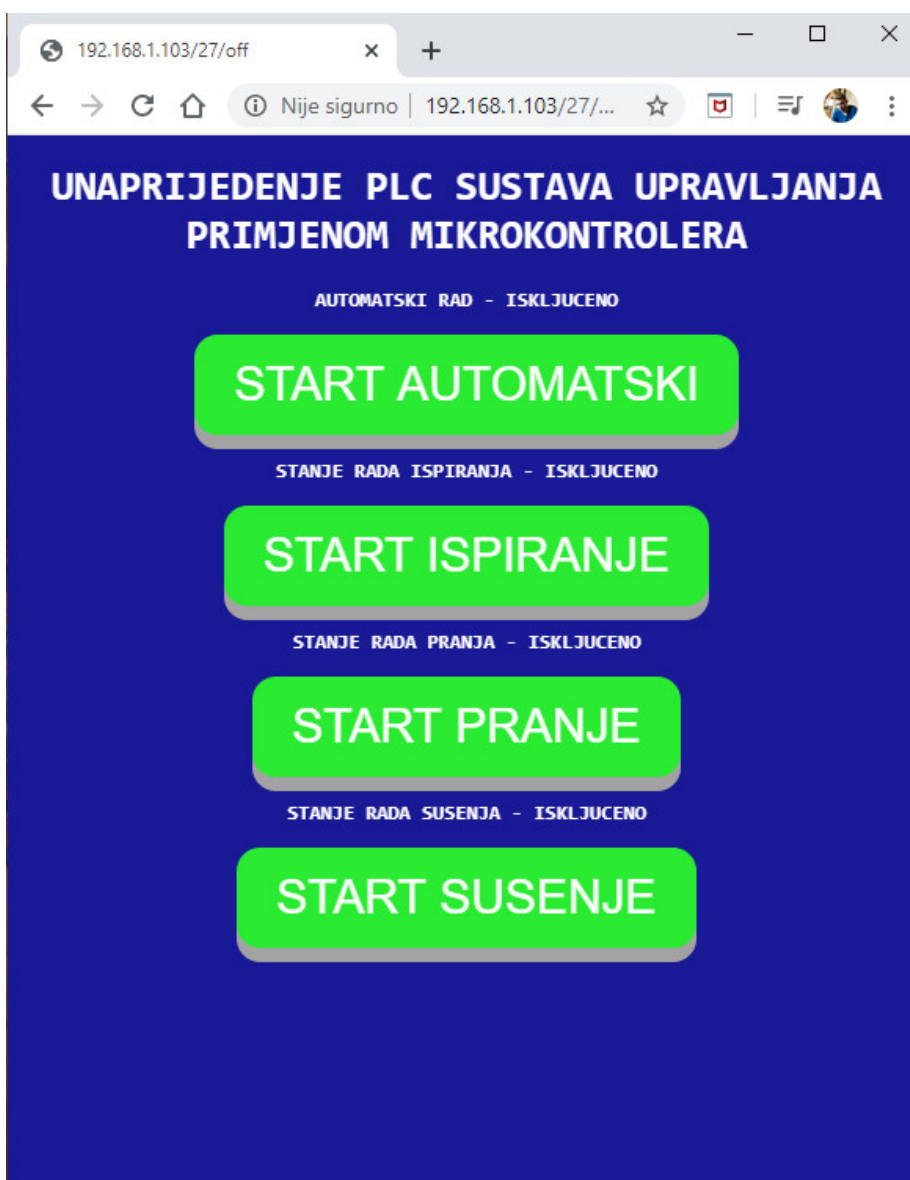 192.168.1.103/27/off
Nije sigurno | 192.168.1.103/27/...
UNAPRIJEDENJE PLC SUSTAVA UPRAVLJANJA
PRIMJENOM MIKROKONTROLERA
AUTOMATSKI RAD - ISKLJUCENO
START AUTOMATSKI
STANJE RADA ISPIRANJA - ISKLJUCENO
START ISPIRANJE
STANJE RADA PRANJA - ISKLJUCENO
START PRANJE
STANJE RADA SUSENJA - ISKLJUCENO
START SUSENJE